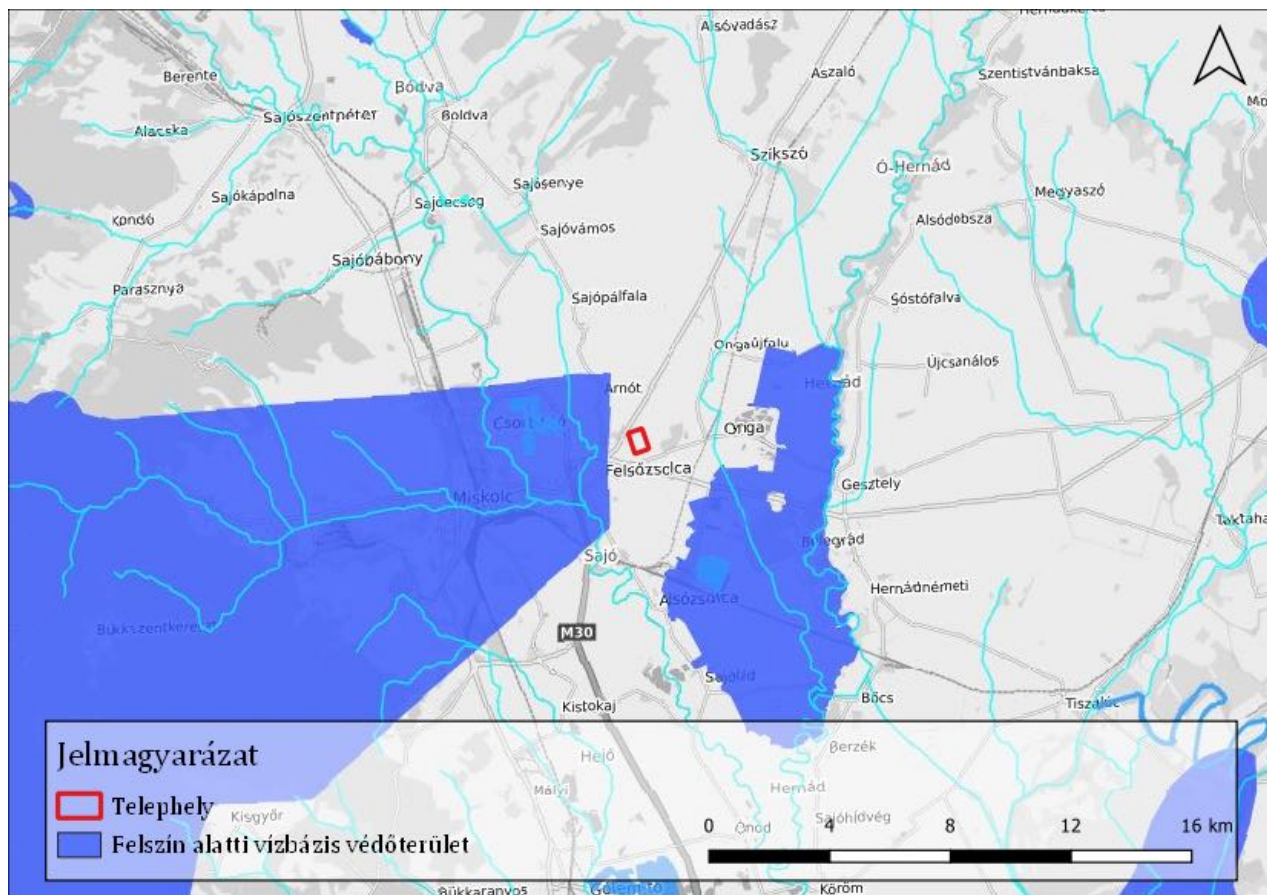 Alsóvadász
Berente
Bódva
Aszaló
Szentistvánbaksa
Alacska
Sajószentpéter
Boldva
Szikszó
Ó-Hernád
Sajósenye
Megyaszó
Sajókápolna
Kondó
Sajóecseg
Alsódobsza
Sajóvámos
Sajóbábony
Parasznya
Sajópálfala
Sóstófalva
Ongaújfalu
Újcsanálos
Arnót
Hernád
Onga
Felsőzsolca
Gesztely
Miskolc
Sajó
Hernádnémeti
Alsózsolca
Bükkszentkereszt
M30
Sajólád
Bőcs
Kistokaj
Tiszalúc
Jelmagyarázat
Hejő
Berzék
Telephely
Mályi
Hernád
Kisgyőr
0 4 8 12 16 km
Ónod
Sajóhídvég
Felszín alatti vízbázis védőterület
Bükkaranyos
Köröm